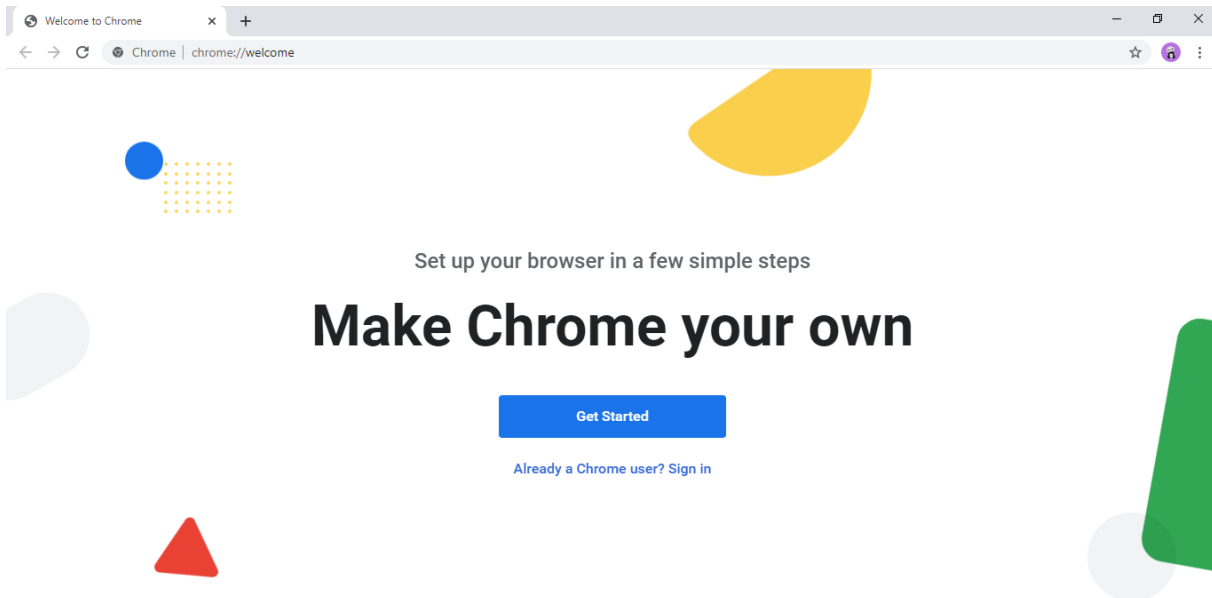 Welcome to Chrome
Chrome | chrome://welcome
Set up your browser in a few simple steps
Make Chrome your own
Get Started
Already a Chrome user? Sign in